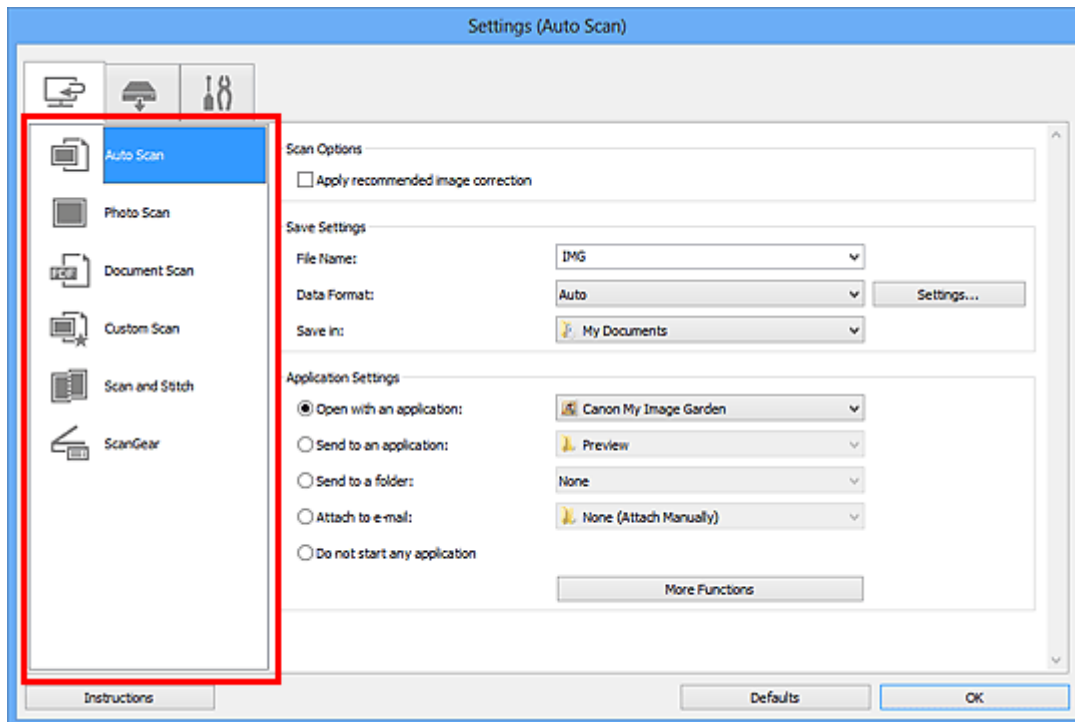 Settings (Auto Scan)
Auto Scan
Photo Scan
Document Scan
Custom Scan
Scan and Stitch
ScanGear
Scan Options
Apply recommended image correction
Save Settings
File Name: IMG
Data Format: Auto Settings...
Save in: My Documents
Application Settings
Open with an application: Canon My Image Garden
Send to an application: Preview
Send to a folder: None
Attach to e-mail: None (Attach Manually)
Do not start any application
More Functions
Instructions Defaults OK